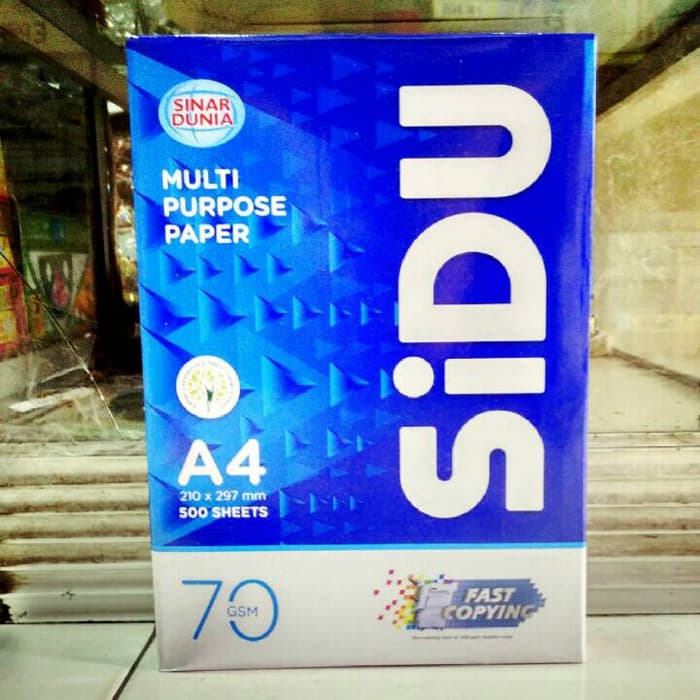 SINAR
DUNIA
MULTI
PURPOSE
PAPER
SiDU
A4
210 x 297 mm
500 SHEETS
70
GSM
FAST
COPYING